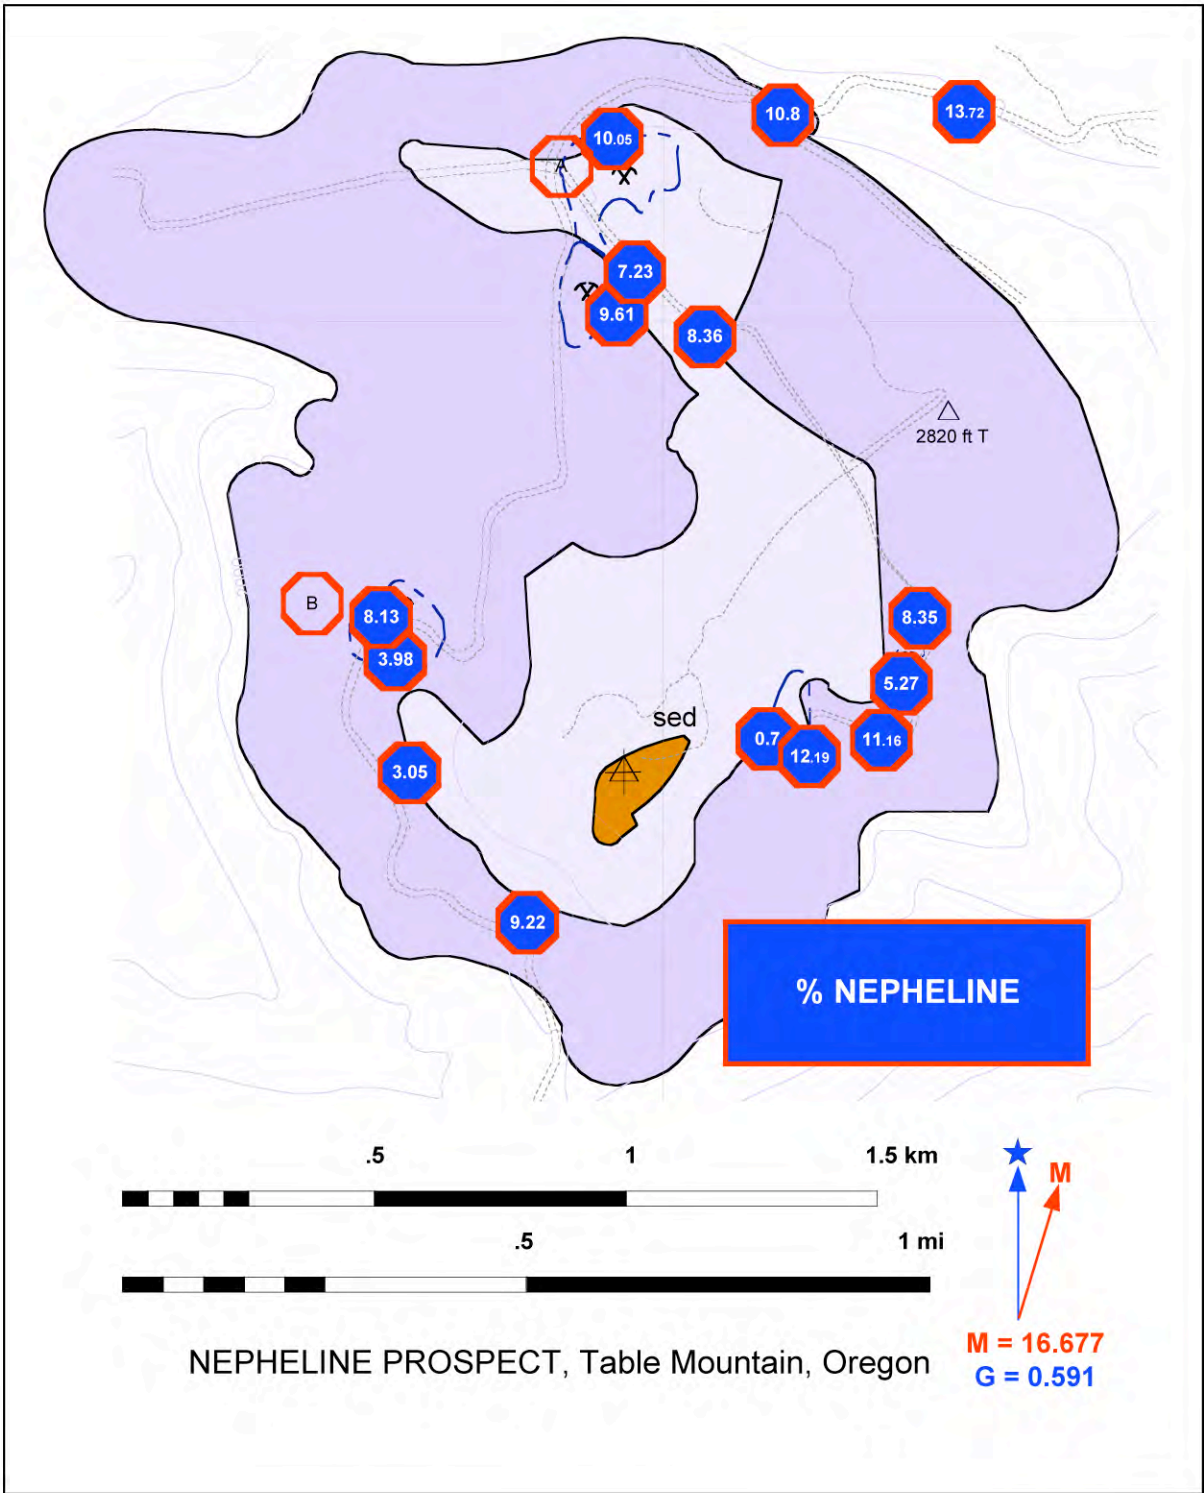 10.8
13.72
10.05
7.23
9.61
8.36
2820 ft T
B
8.13
8.35
3.98
5.27
sed
0.7
11.16
12.19
3.05
9.22
% NEPHELINE
.5
1
1.5 km
M
.5
1 mi
M = 16.677
NEPHELINE PROSPECT, Table Mountain, Oregon
G = 0.591